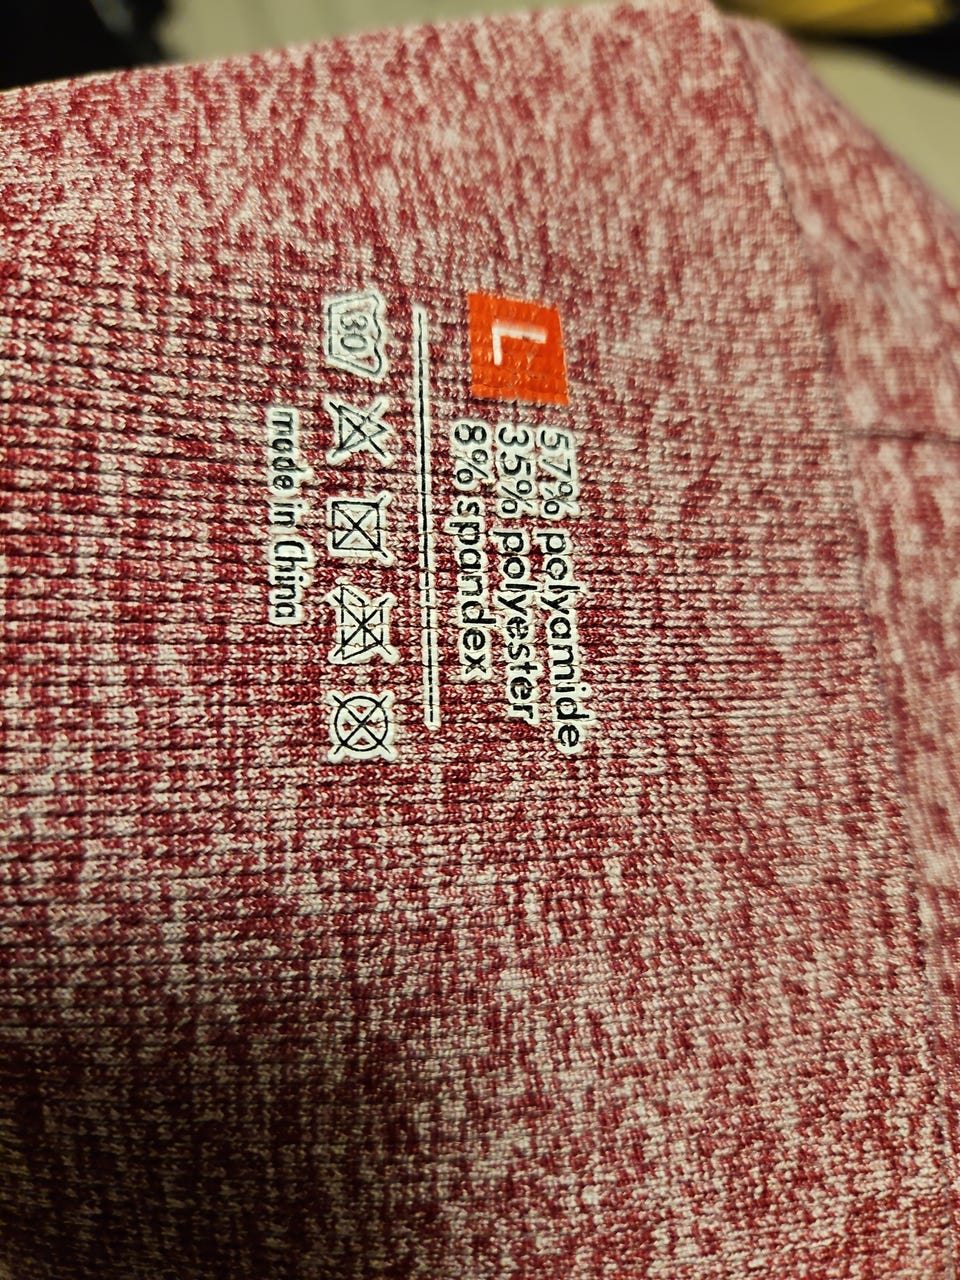 L
57% polyamide
35% polyester
8% spandex
30
made in China